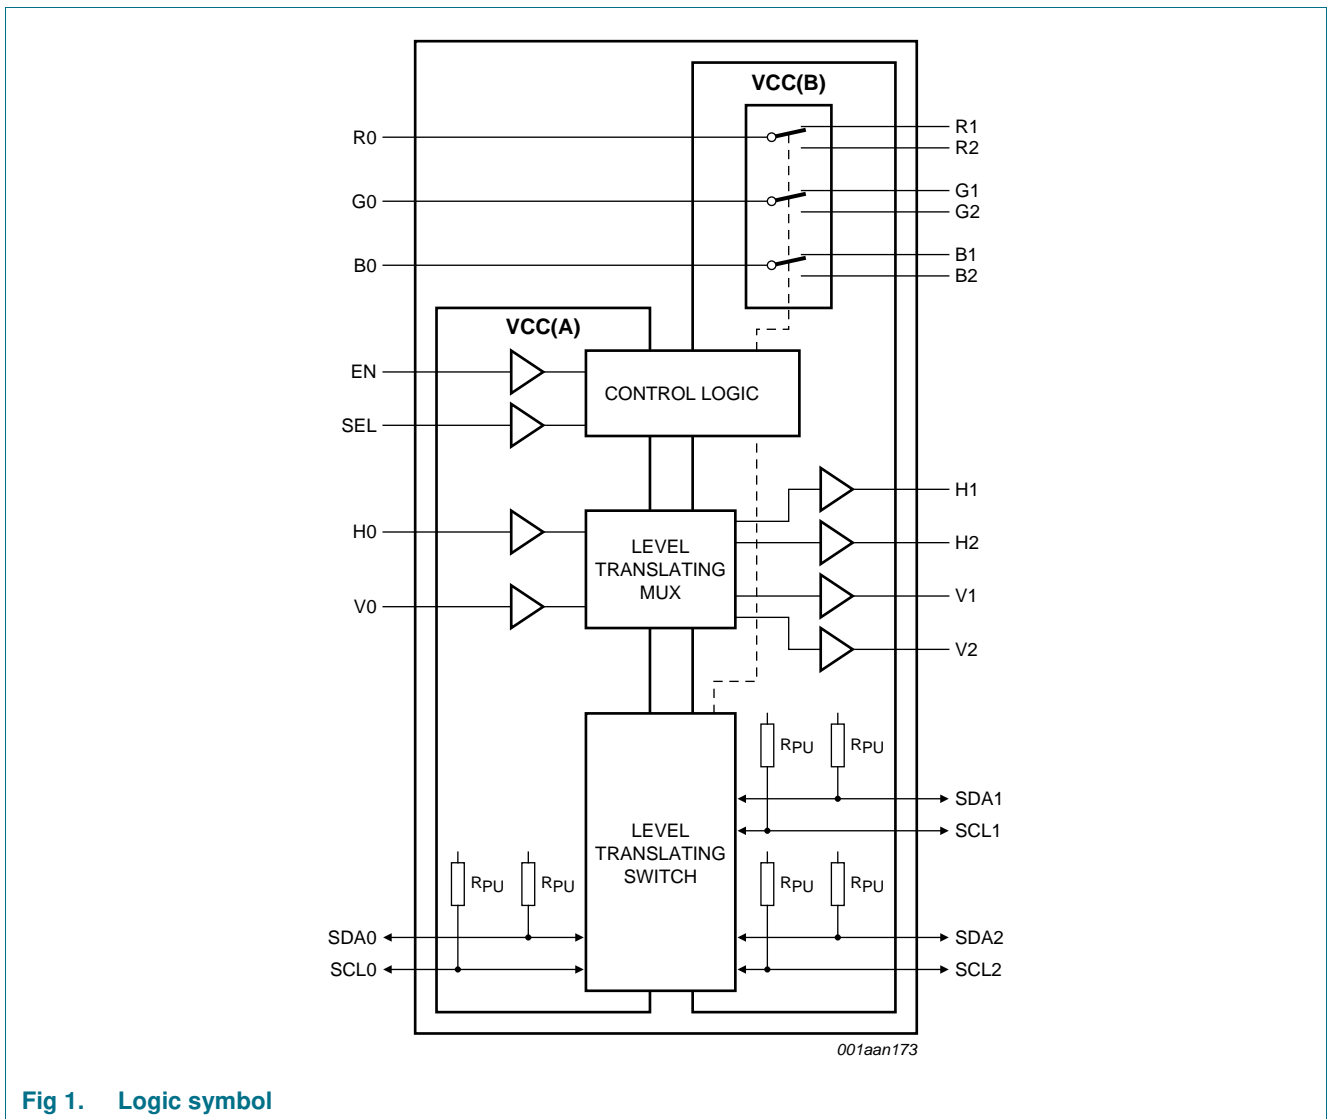 VCC(B)
R0
R1
R2
G0
G1
G2
B0
B1
B2
VCC(A)
EN
CONTROL LOGIC
SEL
H1
H0
LEVEL
TRANSLATING
MUX
H2
V0
V1
V2
RPU
RPU
SDA1
LEVEL
TRANSLATING
SWITCH
SCL1
RPU
RPU
RPU
RPU
SDA0
SDA2
SCL0
SCL2
001aan173
Fig 1. Logic symbol